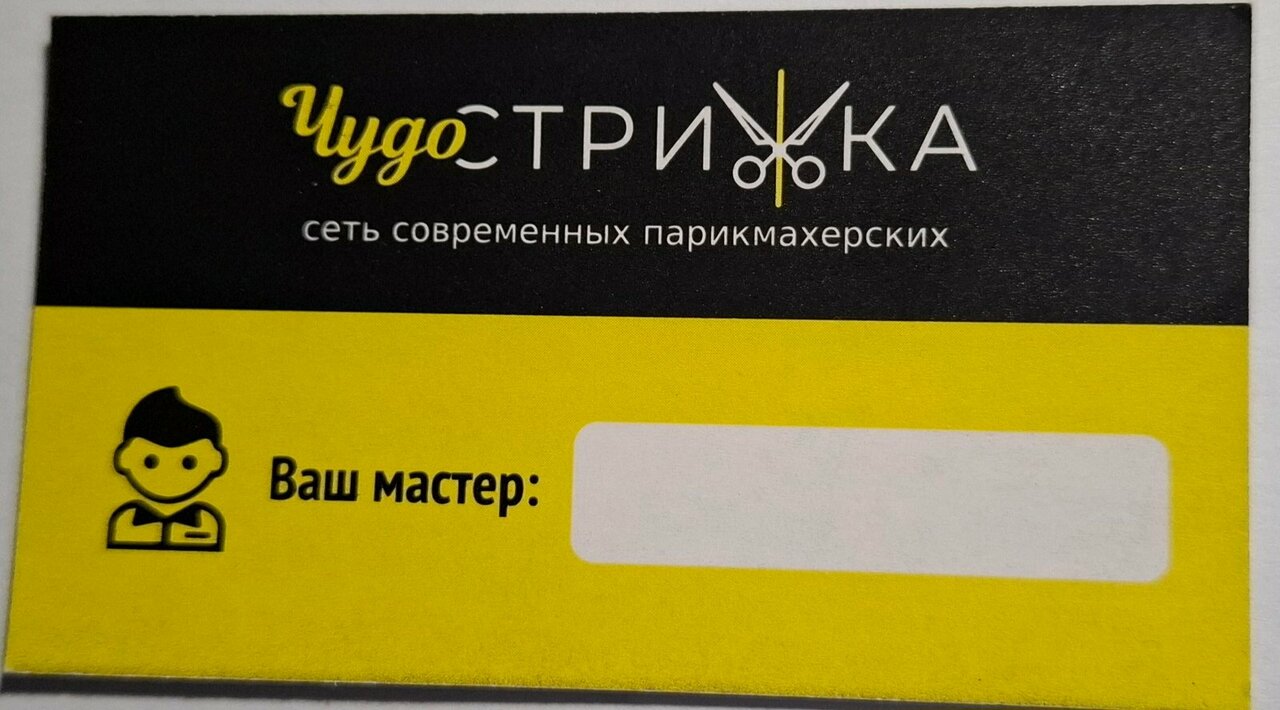 ЧудоСТРИЖКА
сеть современных парикмахерских
Ваш мастер: